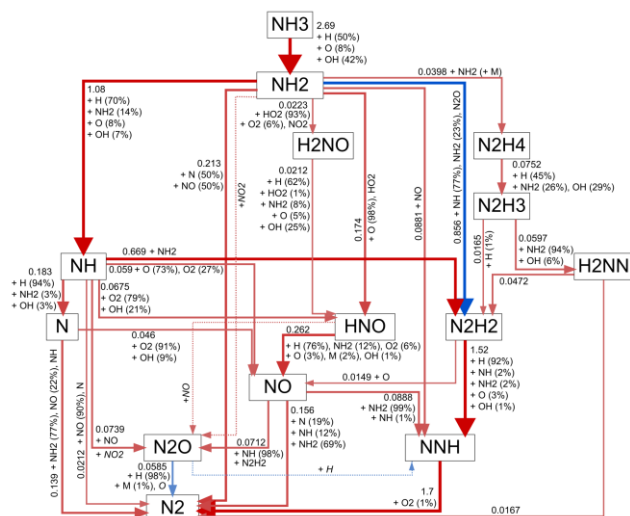 NH3
2.69
+ H (50%)
+ O (8%)
+ OH (42%)
NH2
0.0398 + NH2 (+ M)
1.08
+ H (70%)
+ NH2 (14%)
+ O (8%)
+ OH (7%)
0.0223
+ HO2 (93%)
+ O2 (6%), NO2
H2NO
0.213
+ N (50%)
+ NO (50%)
+NO2
0.0212
+ H (62%)
+ HO2 (1%)
+ NH2 (8%)
+ O (5%)
+ OH (25%)
0.174
+ O (98%), HO2
0.0881 + NO
0.856 + NH (77%), NH2 (23%), N2O
N2H4
0.0752
+ H (45%)
+ NH2 (26%), OH (29%)
N2H3
0.0165
+ H (1%)
0.0597
+ NH2 (94%)
+ OH (6%)
H2NN
0.0472
NH
0.669 + NH2
0.059 + O (73%), O2 (27%)
0.183
+ H (94%)
+ NH2 (3%)
+ OH (3%)
0.0675
+ O2 (79%)
+ OH (21%)
N
HNO
N2H2
0.046
+ O2 (91%)
+ OH (9%)
0.262
+ H (76%), NH2 (12%), O2 (6%)
+ O (3%), M (2%), OH (1%)
1.52
+ H (92%)
+ NH (2%)
+ NH2 (2%)
+ O (3%)
+ OH (1%)
NO
0.0149 + O
+NO
0.156
+ N (19%)
+ NH (12%)
+ NH2 (69%)
0.0888
+ NH2 (99%)
+ NH (1%)
0.139 + NH2 (77%), NO (22%), NH
0.0212 + NO (90%), N
0.0739
+ NO
+ NO2
N2O
0.0712
+ NH (98%)
+ N2H2
NNH
+ H
0.0585
+ H (98%)
+ M (1%), O
1.7
+ O2 (1%)
N2
0.0167